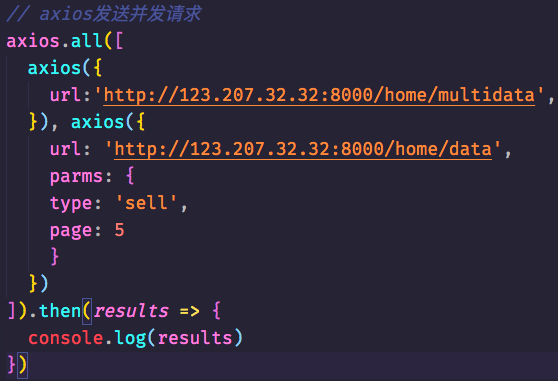 // axios发送并发请求
axios.all([
  axios({
    url:'http://123.207.32.32:8000/home/multidata',
  }), axios({
    url: 'http://123.207.32.32:8000/home/data',
    parms: {
    type: 'sell',
    page: 5
    }
  })
]).then(results => {
  console.log(results)
})